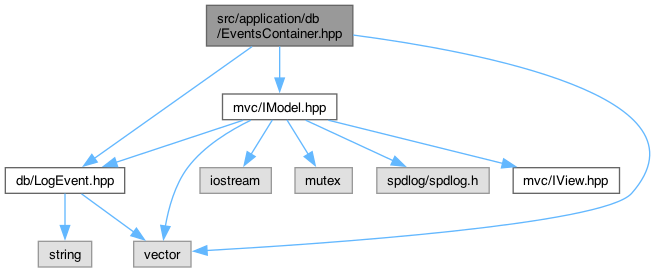 src/application/db
/EventsContainer.hpp
mvc/IModel.hpp
db/LogEvent.hpp
iostream
mutex
spdlog/spdlog.h
mvc/IView.hpp
string
vector